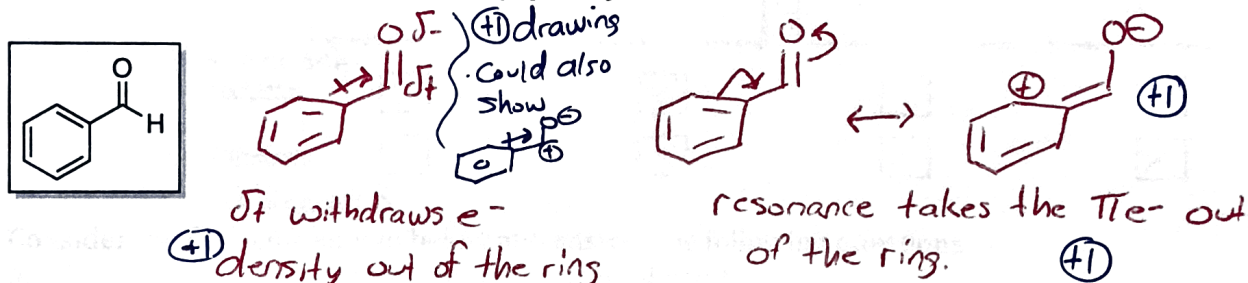 O
H
O δ-
δ+
+1 drawing
. Could also
show
O ⊖
⊕
δ+ withdraws e-
+1 density out of the ring
O
↔
O ⊖
⊕
+1
resonance takes the π e- out
of the ring.
+1